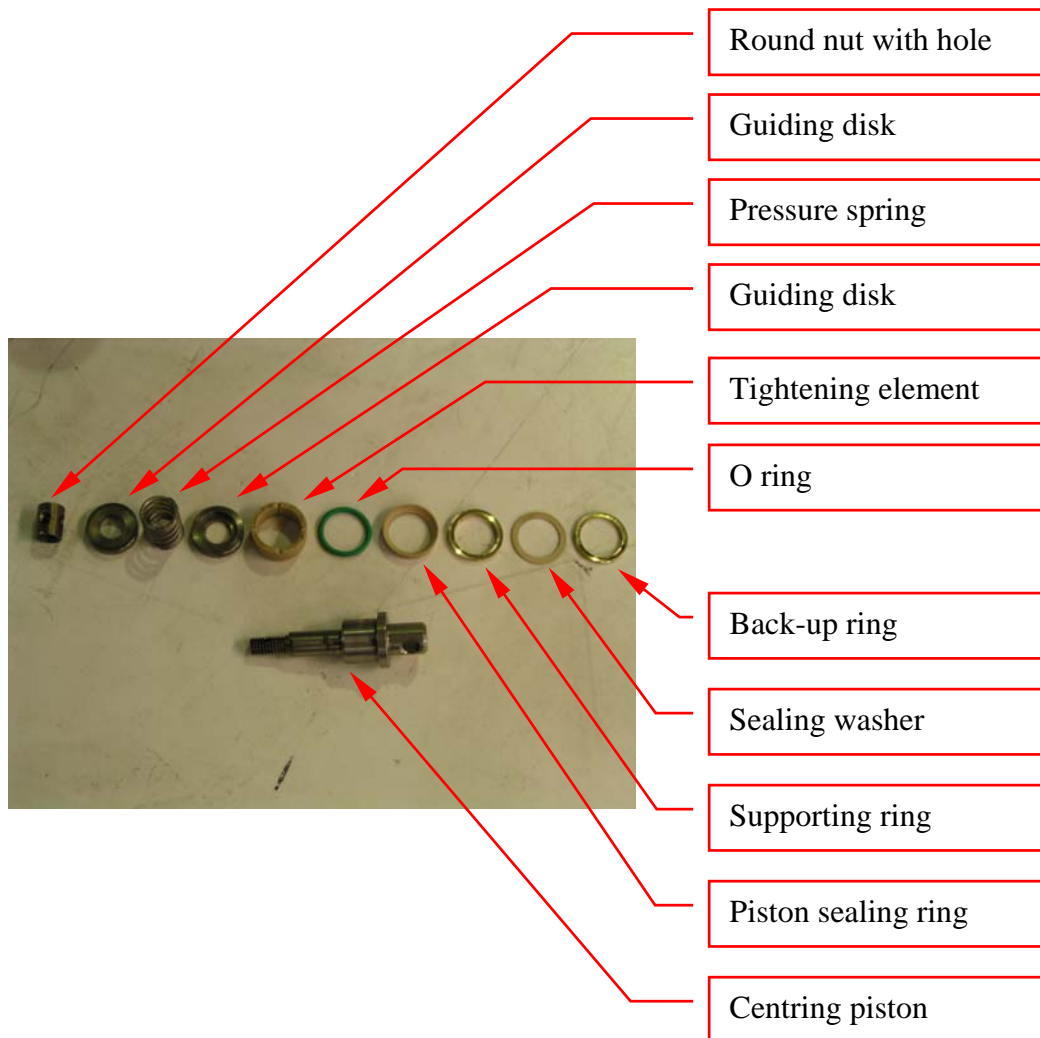 Round nut with hole
Guiding disk
Pressure spring
Guiding disk
Tightening element
O ring
Back-up ring
Sealing washer
Supporting ring
Piston sealing ring
Centring piston